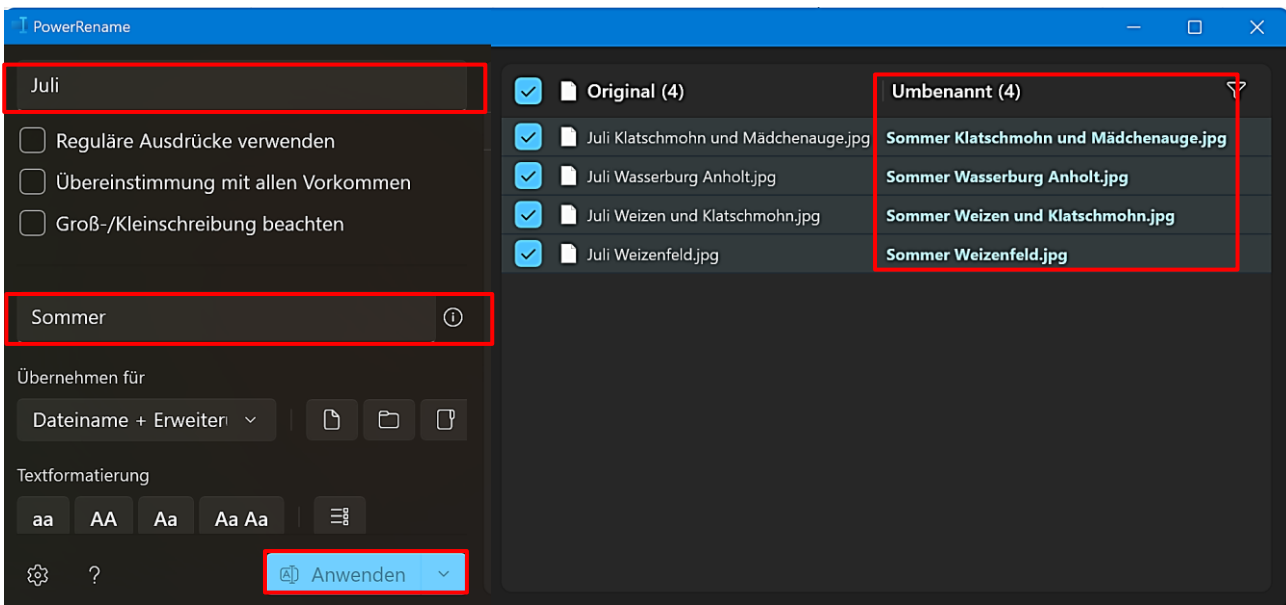 PowerRename
Juli
Reguläre Ausdrücke verwenden
Übereinstimmung mit allen Vorkommen
Groß-/Kleinschreibung beachten
Sommer
Übernehmen für
Dateiname + Erweiter
Textformatierung
aa AA Aa Aa Aa
? Anwenden
Original (4) Umbenannt (4)
Juli Klatschmohn und Mädchenauge.jpg Sommer Klatschmohn und Mädchenauge.jpg
Juli Wasserburg Anholt.jpg Sommer Wasserburg Anholt.jpg
Juli Weizen und Klatschmohn.jpg Sommer Weizen und Klatschmohn.jpg
Juli Weizenfeld.jpg Sommer Weizenfeld.jpg